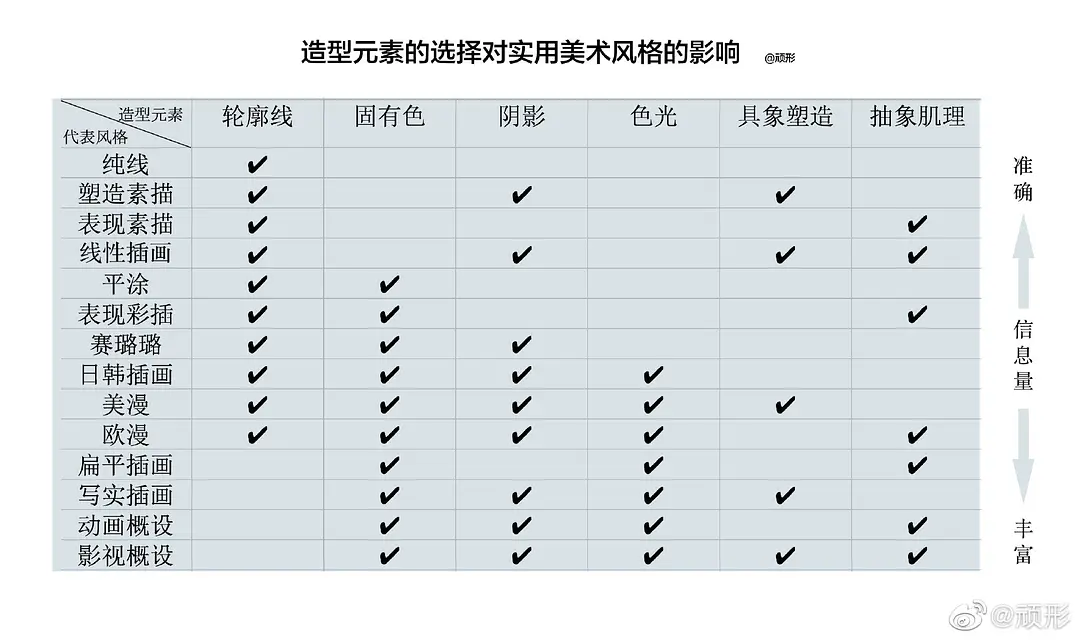 造型元素的选择对实用美术风格的影响 @顽形
造型元素
代表风格
轮廓线 固有色 阴影 色光 具象塑造 抽象肌理
纯线 ✔
塑造素描 ✔ ✔ ✔
表现素描 ✔ ✔
线性插画 ✔ ✔ ✔ ✔
平涂 ✔ ✔
表现彩插 ✔ ✔ ✔
赛璐璐 ✔ ✔ ✔
日韩插画 ✔ ✔ ✔ ✔
美漫 ✔ ✔ ✔ ✔ ✔
欧漫 ✔ ✔ ✔ ✔ ✔
扁平插画 ✔ ✔ ✔
写实插画 ✔ ✔ ✔ ✔
动画概设 ✔ ✔ ✔ ✔
影视概设 ✔ ✔ ✔ ✔ ✔
准确
信息量
丰富
@顽形